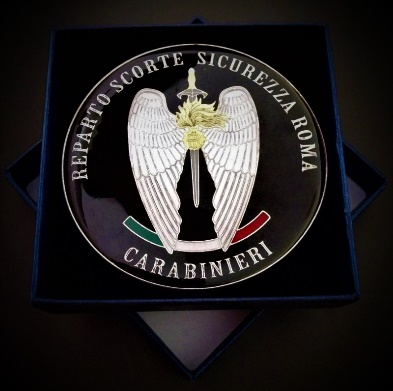 REPARTO SCORTE SICUREZZA ROMA
CARABINIERI